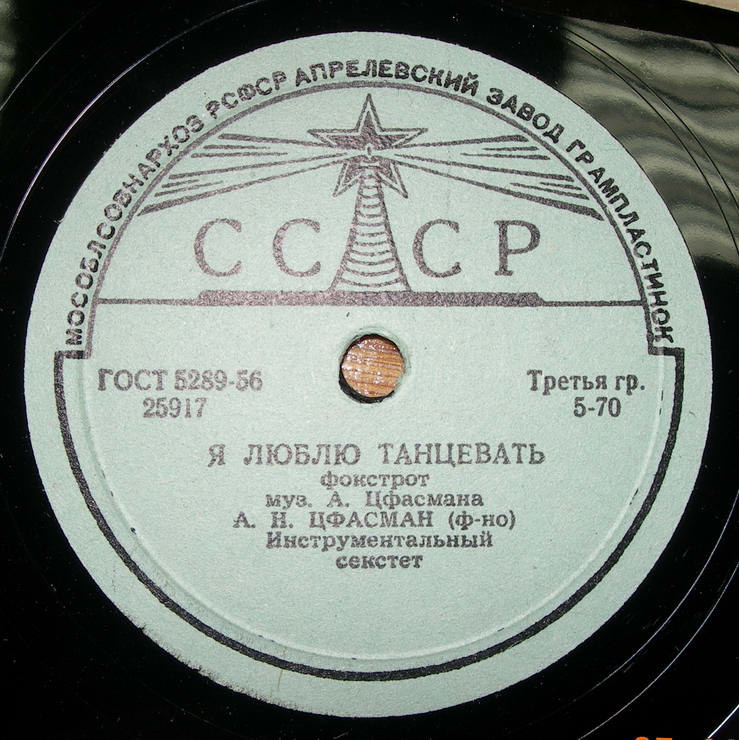 МОСОБЛСОВНАРХОЗ РСФСР АПРЕЛЕВСКИЙ ЗАВОД ГРАМПЛАСТИНОК
СССР
ГОСТ 5289-56
25917
Третья гр.
5-70
Я ЛЮБЛЮ ТАНЦЕВАТЬ
фокстрот
муз. А. Цфасмана
А. Н. ЦФАСМАН (ф-но)
Инструментальный
секстет